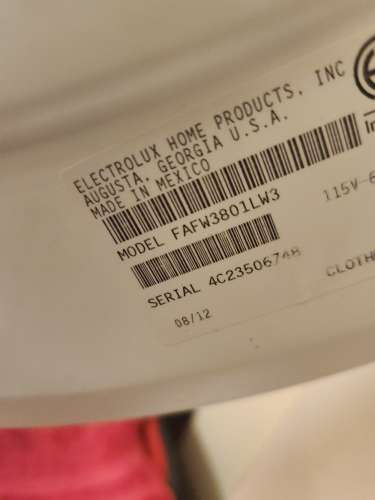 ELECTROLUX HOME PRODUCTS, INC
AUGUSTA, GEORGIA U.S.A.
MADE IN MEXICO
MODEL FAFW3801LW3
115V-6
SERIAL 4C23506748
CLOTH
08/12